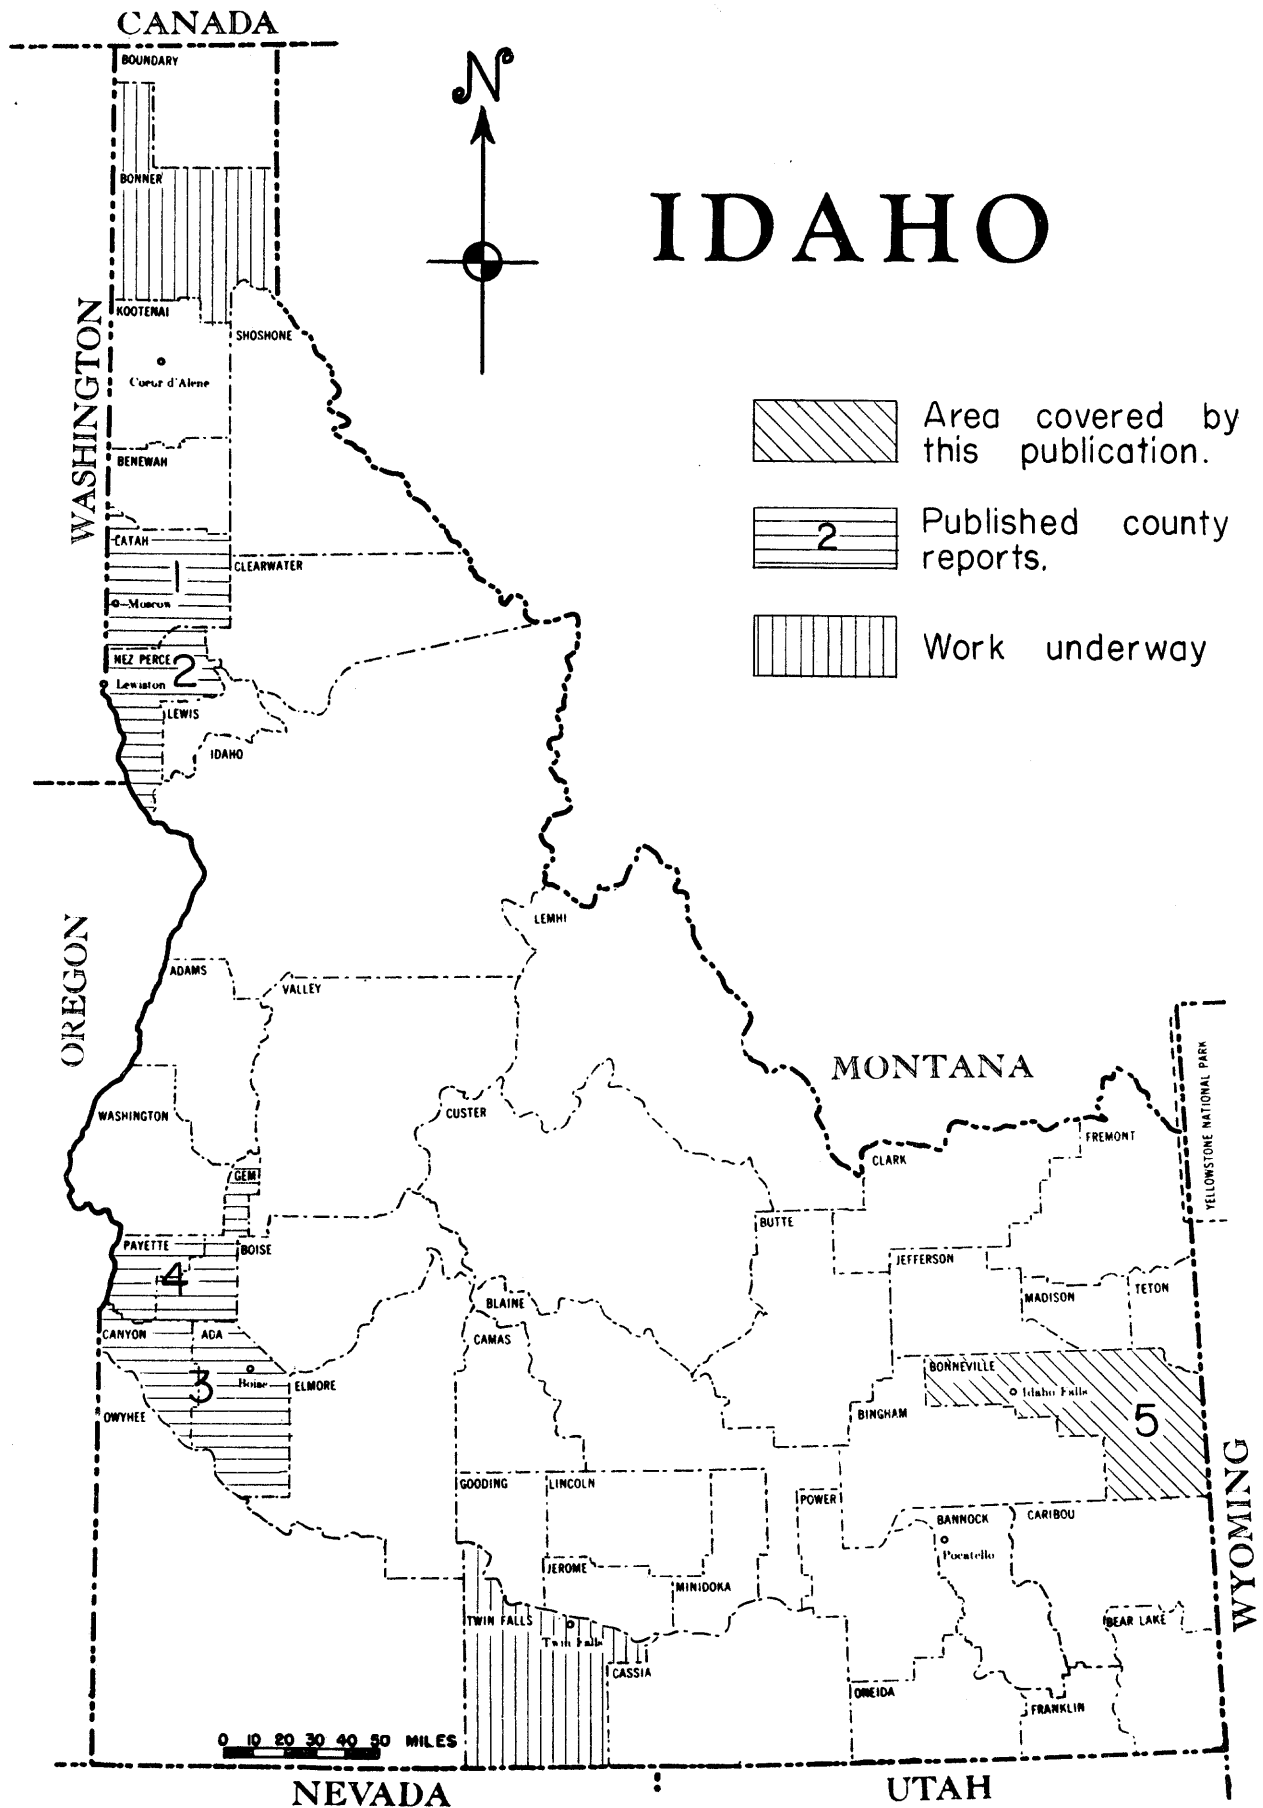 CANADA
BOUNDARY
N
BONNER
IDAHO
KOOTENAI
SHOSHONE
WASHINGTON
Coeur d'Alene
Area covered by
this publication.
BENEWAH
2
Published county
reports.
LATAH
CLEARWATER
1
Moscow
Work underway
NEZ PERCE
2
Lewiston
LEWIS
IDAHO
LEMHI
OREGON
ADAMS
VALLEY
MONTANA
YELLOWSTONE NATIONAL PARK
WASHINGTON
CUSTER
FREMONT
CLARK
GEM
BUTTE
PAYETTE
BOISE
JEFFERSON
4
MADISON
TETON
BLAINE
CANYON
ADA
CAMAS
BONNEVILLE
3
Boise
ELMORE
Idaho Falls
OWYHEE
BINGHAM
5
GOODING
LINCOLN
POWER
BANNOCK
CARIBOU
Pocatello
WYOMING
JEROME
MINIDOKA
TWIN FALLS
Twin Falls
BEAR LAKE
CASSIA
ONEIDA
FRANKLIN
0 10 20 30 40 50 MILES
NEVADA
UTAH